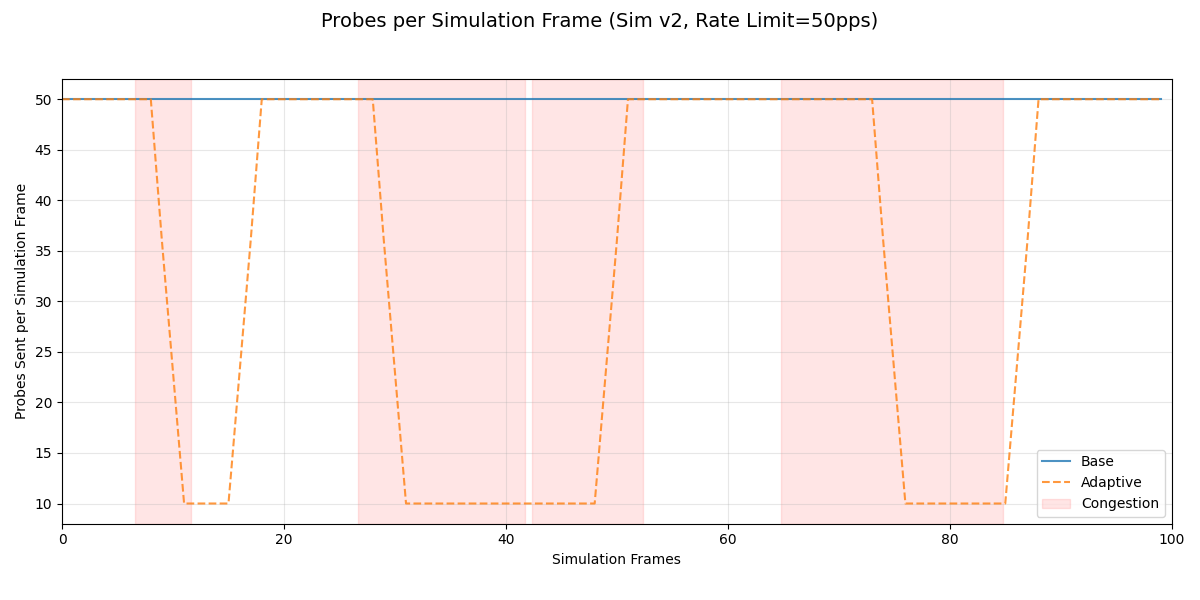 Probes per Simulation Frame (Sim v2, Rate Limit=50pps)
Probes Sent per Simulation Frame
50
45
40
35
30
25
20
15
10
0 20 40 60 80 100
Simulation Frames
Base
Adaptive
Congestion